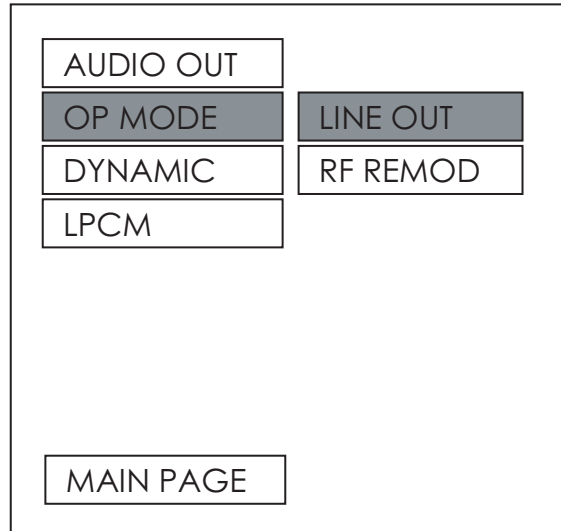 AUDIO OUT
OP MODE LINE OUT
DYNAMIC RF REMOD
LPCM
MAIN PAGE